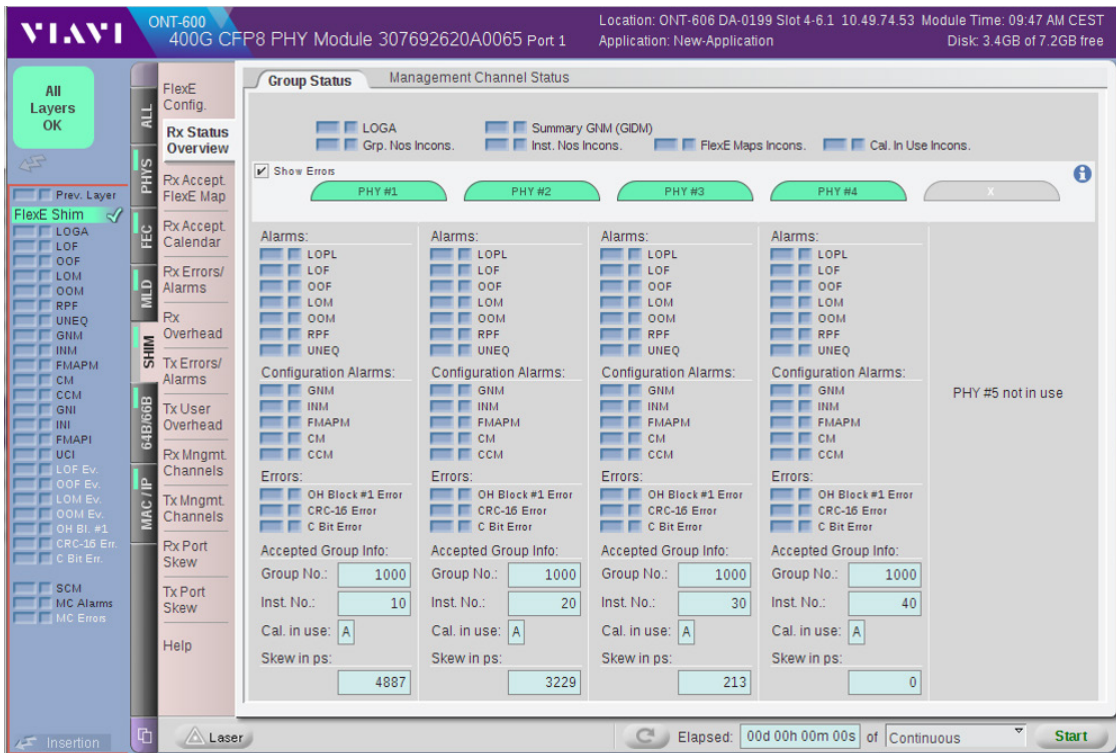 VIAVI
ONT-600
400G CFP8 PHY Module 307692620A0065 Port 1
Location: ONT-606 DA-0199 Slot 4-6.1 10.49.74.53 Module Time: 09:47 AM CEST
Application: New-Application
Disk: 3.4GB of 7.2GB free
All
Layers
OK
Prev. Layer
FlexE Shim
LOGA
LOF
OOF
LOM
OOM
RPF
UNEQ
GNM
INM
FMAPM
CM
CCM
GNI
INI
FMAPI
UCI
LOF Ev.
OOF Ev.
LOM Ev.
OOM Ev.
OH Bl. #1
CRC-16 Err.
C Bit Err.
SCM
MC Alarms
MC Errors
Insertion
ALL
PHYS
FEC
MLD
SHIM
64B/66B
MAC / IP
FlexE
Config.
Rx Status
Overview
Rx Accept.
FlexE Map
Rx Accept.
Calendar
Rx Errors/
Alarms
Rx
Overhead
Tx Errors/
Alarms
Tx User
Overhead
Rx Mngmt.
Channels
Tx Mngmt.
Channels
Rx Port
Skew
Tx Port
Skew
Help
Group Status
Management Channel Status
LOGA
Summary GNM (GIDM)
Grp. Nos Incons.
Inst. Nos Incons.
FlexE Maps Incons.
Cal. In Use Incons.
Show Errors
PHY #1
PHY #2
PHY #3
PHY #4
X
Alarms:
LOPL
LOF
OOF
LOM
OOM
RPF
UNEQ
Configuration Alarms:
GNM
INM
FMAPM
CM
CCM
Errors:
OH Block #1 Error
CRC-16 Error
C Bit Error
Accepted Group Info:
Group No.: 1000
Inst. No.: 10
Cal. in use: A
Skew in ps:
4887
Alarms:
LOPL
LOF
OOF
LOM
OOM
RPF
UNEQ
Configuration Alarms:
GNM
INM
FMAPM
CM
CCM
Errors:
OH Block #1 Error
CRC-16 Error
C Bit Error
Accepted Group Info:
Group No.: 1000
Inst. No.: 20
Cal. in use: A
Skew in ps:
3229
Alarms:
LOPL
LOF
OOF
LOM
OOM
RPF
UNEQ
Configuration Alarms:
GNM
INM
FMAPM
CM
CCM
Errors:
OH Block #1 Error
CRC-16 Error
C Bit Error
Accepted Group Info:
Group No.: 1000
Inst. No.: 30
Cal. in use: A
Skew in ps:
213
Alarms:
LOPL
LOF
OOF
LOM
OOM
RPF
UNEQ
Configuration Alarms:
GNM
INM
FMAPM
CM
CCM
Errors:
OH Block #1 Error
CRC-16 Error
C Bit Error
Accepted Group Info:
Group No.: 1000
Inst. No.: 40
Cal. in use: A
Skew in ps:
0
PHY #5 not in use
Laser
Elapsed: 00d 00h 00m 00s of Continuous
Start